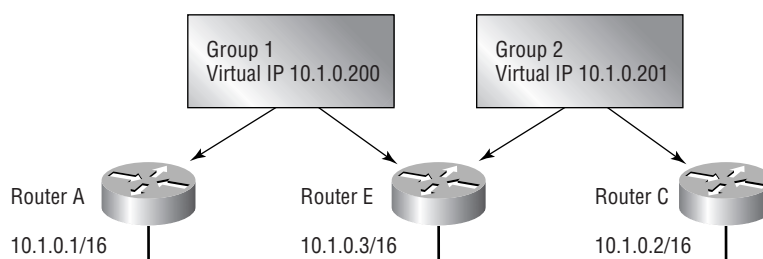 Group 1
Virtual IP 10.1.0.200
Group 2
Virtual IP 10.1.0.201
Router A
Router E
Router C
10.1.0.1/16
10.1.0.3/16
10.1.0.2/16